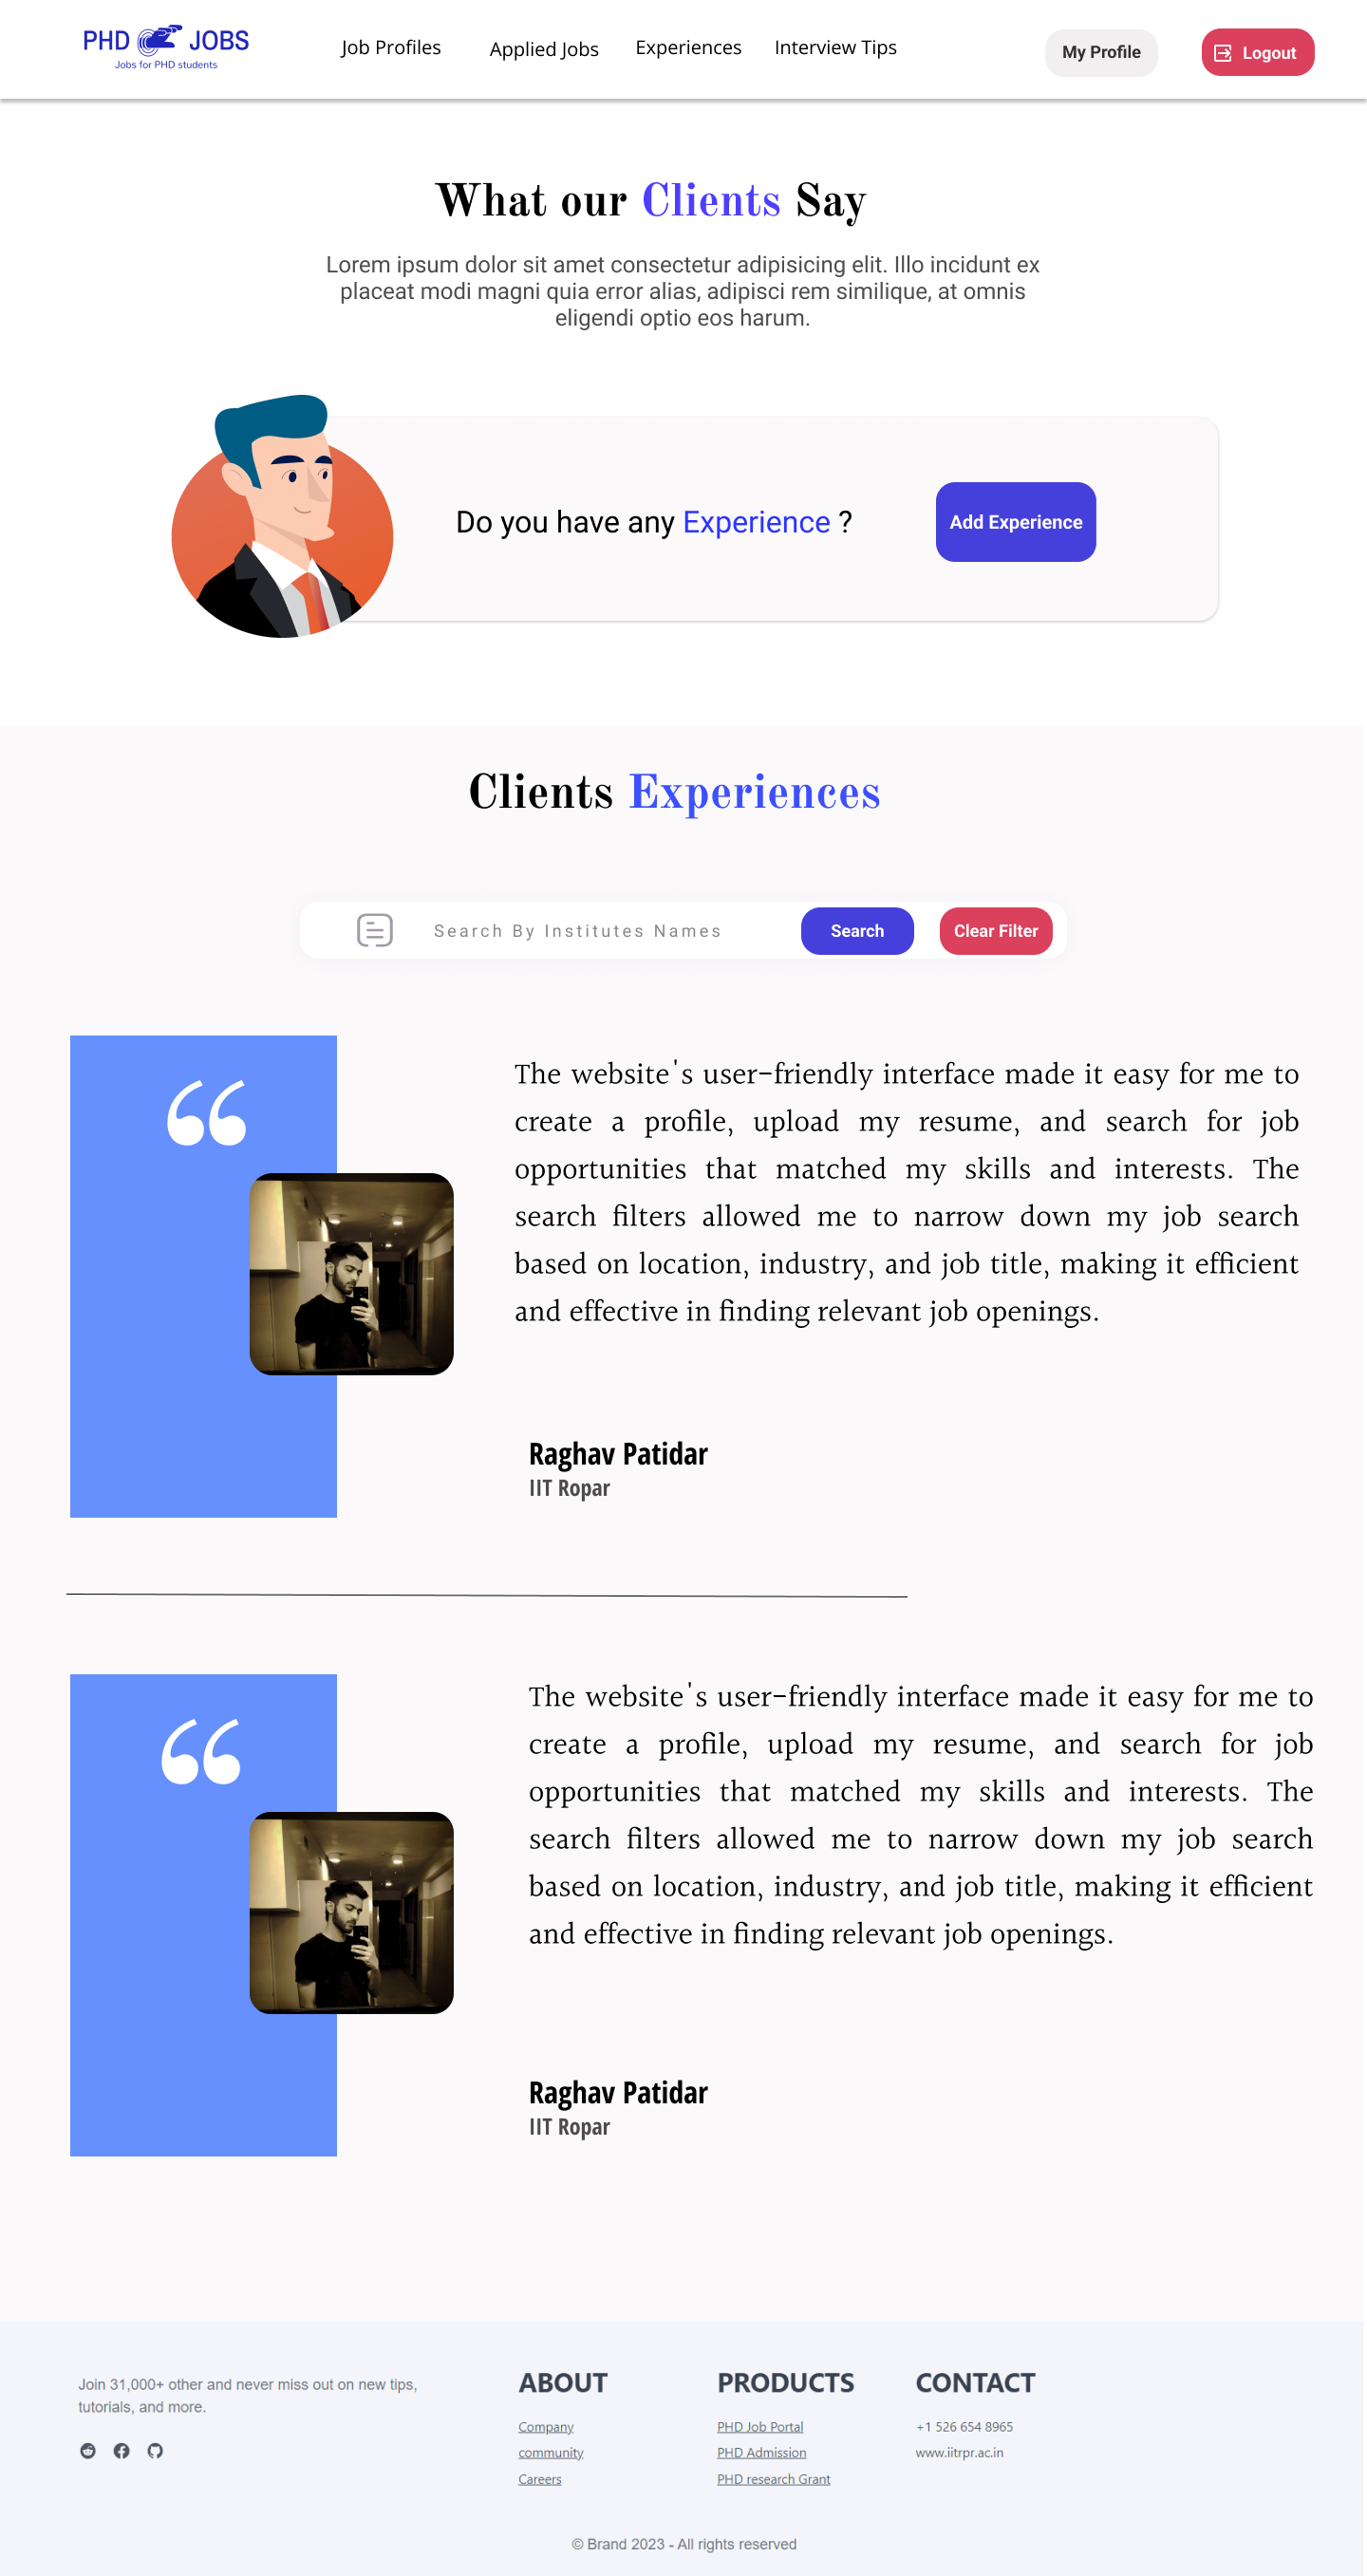 PHD JOBS
Jobs for PHD students
Job Profiles
Applied Jobs
Experiences
Interview Tips
My Profile
Logout
What our Clients Say
Lorem ipsum dolor sit amet consectetur adipisicing elit. Illo incidunt ex
placeat modi magni quia error alias, adipisci rem similique, at omnis
eligendi optio eos harum.
Do you have any Experience ?
Add Experience
Clients Experiences
Search By Institutes Names
Search
Clear Filter
The website's user-friendly interface made it easy for me to
create a profile, upload my resume, and search for job
opportunities that matched my skills and interests. The
search filters allowed me to narrow down my job search
based on location, industry, and job title, making it efficient
and effective in finding relevant job openings.
Raghav Patidar
IIT Ropar
The website's user-friendly interface made it easy for me to
create a profile, upload my resume, and search for job
opportunities that matched my skills and interests. The
search filters allowed me to narrow down my job search
based on location, industry, and job title, making it efficient
and effective in finding relevant job openings.
Raghav Patidar
IIT Ropar
Join 31,000+ other and never miss out on new tips,
tutorials, and more.
ABOUT
Company
community
Careers
PRODUCTS
PHD Job Portal
PHD Admission
PHD research Grant
CONTACT
+1 526 654 8965
www.iitrpr.ac.in
© Brand 2023 - All rights reserved